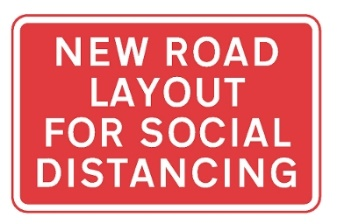 NEW ROAD
LAYOUT
FOR SOCIAL
DISTANCING